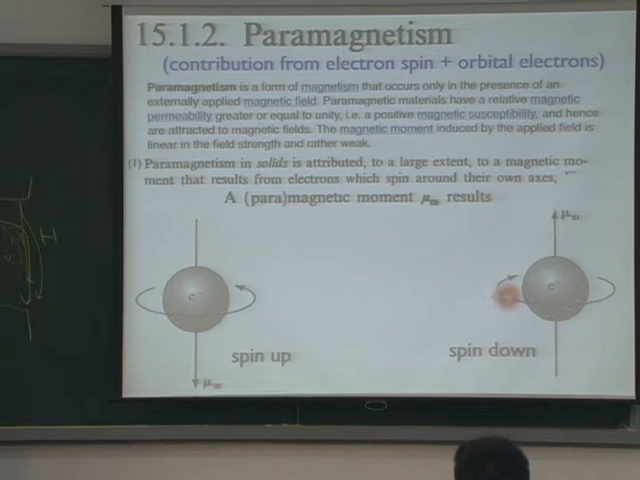 15.1.2. Paramagnetism
(contribution from electron spin + orbital electrons)
Paramagnetism is a form of magnetism that occurs only in the presence of an
externally applied magnetic field. Paramagnetic materials have a relative magnetic
permeability greater or equal to unity, i.e. a positive magnetic susceptibility, and hence
are attracted to magnetic fields. The magnetic moment induced by the applied field is
linear in the field strength and rather weak.
(1) Paramagnetism in solids is attributed, to a large extent, to a magnetic mo-
ment that results from electrons which spin around their own axes,
A (para)magnetic moment μm results
μm
e⁻
e⁻
spin up
spin down
μm
I